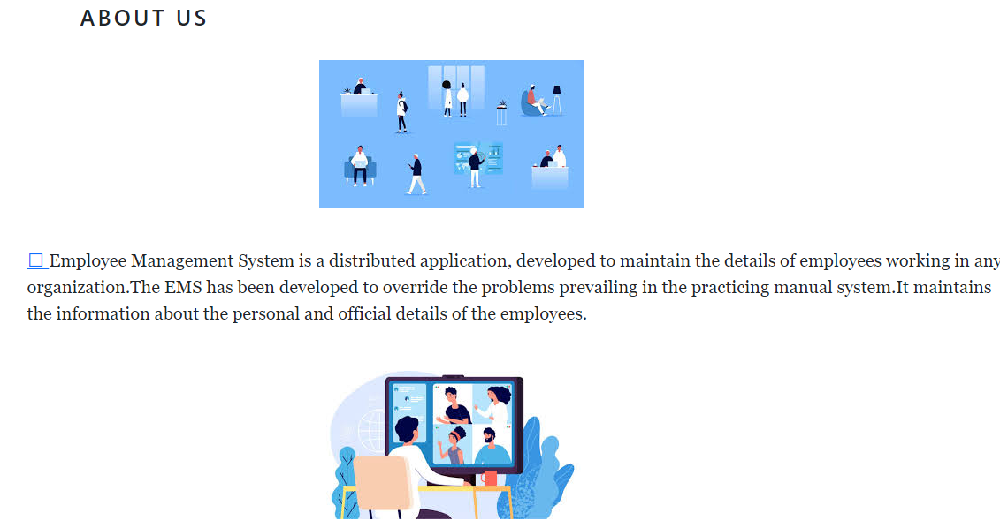 ABOUT US
Employee Management System is a distributed application, developed to maintain the details of employees working in any
organization.The EMS has been developed to override the problems prevailing in the practicing manual system.It maintains
the information about the personal and official details of the employees.